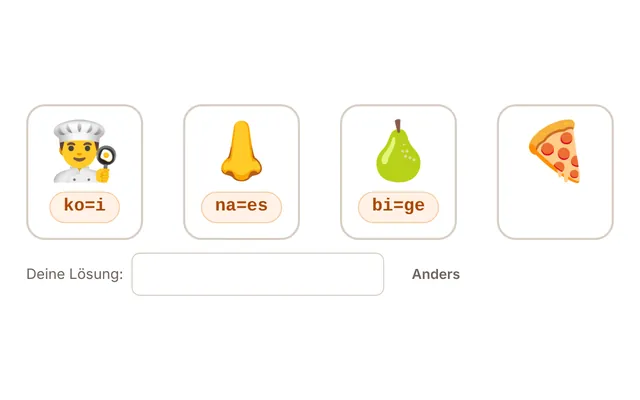 ko=i
na=es
bi=ge
Deine Lösung:
Anders